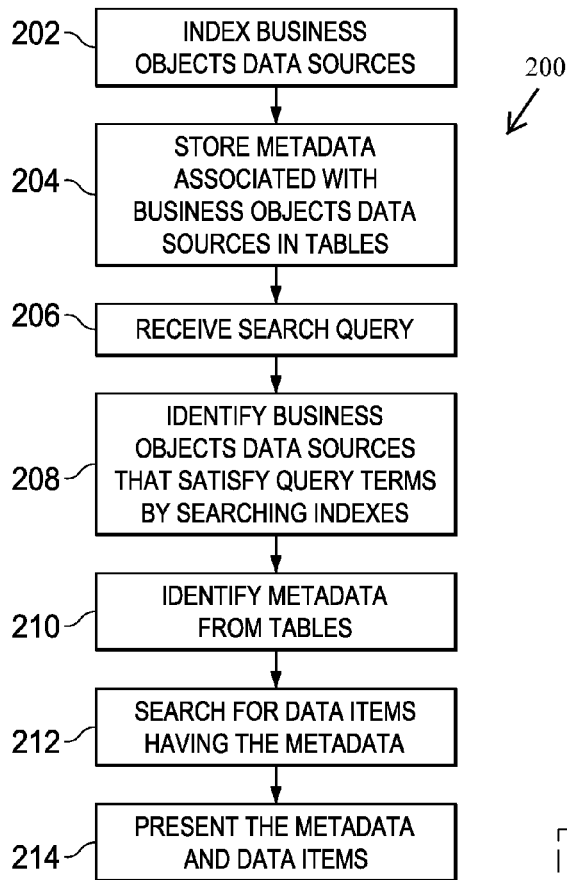 202
INDEX BUSINESS
OBJECTS DATA SOURCES
200
204
STORE METADATA
ASSOCIATED WITH
BUSINESS OBJECTS DATA
SOURCES IN TABLES
206
RECEIVE SEARCH QUERY
208
IDENTIFY BUSINESS
OBJECTS DATA SOURCES
THAT SATISFY QUERY TERMS
BY SEARCHING INDEXES
210
IDENTIFY METADATA
FROM TABLES
212
SEARCH FOR DATA ITEMS
HAVING THE METADATA
214
PRESENT THE METADATA
AND DATA ITEMS